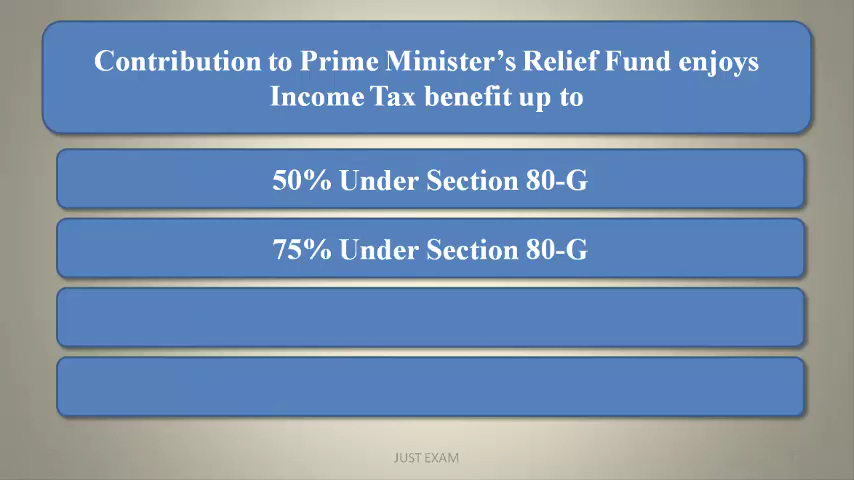 Contribution to Prime Minister’s Relief Fund enjoys
Income Tax benefit up to
50% Under Section 80-G
75% Under Section 80-G
JUST EXAM